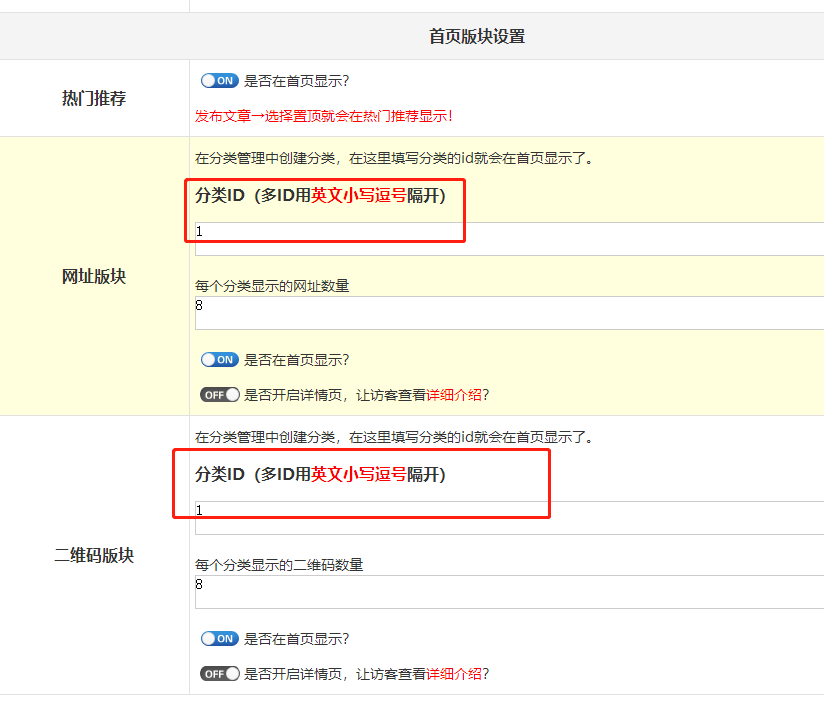 首页版块设置
热门推荐
ON 是否在首页显示?
发布文章→选择置顶就会在热门推荐显示!
网址版块
在分类管理中创建分类，在这里填写分类的id就会在首页显示了。
分类ID（多ID用英文小写逗号隔开)
1
每个分类显示的网址数量
8
ON 是否在首页显示?
OFF 是否开启详情页，让访客查看详细介绍?
二维码版块
在分类管理中创建分类，在这里填写分类的id就会在首页显示了。
分类ID（多ID用英文小写逗号隔开)
1
每个分类显示的二维码数量
8
ON 是否在首页显示?
OFF 是否开启详情页，让访客查看详细介绍?